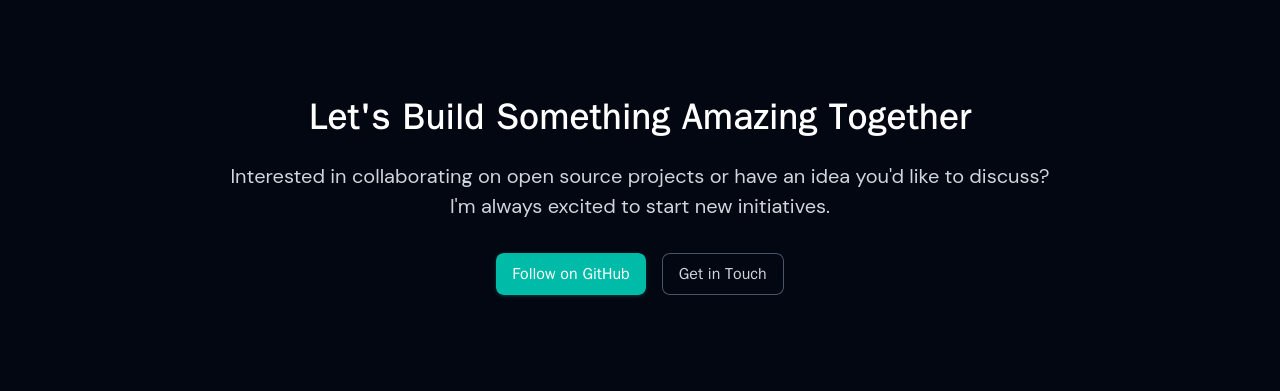 Let's Build Something Amazing Together
Interested in collaborating on open source projects or have an idea you'd like to discuss?
I'm always excited to start new initiatives.
Follow on GitHub
Get in Touch